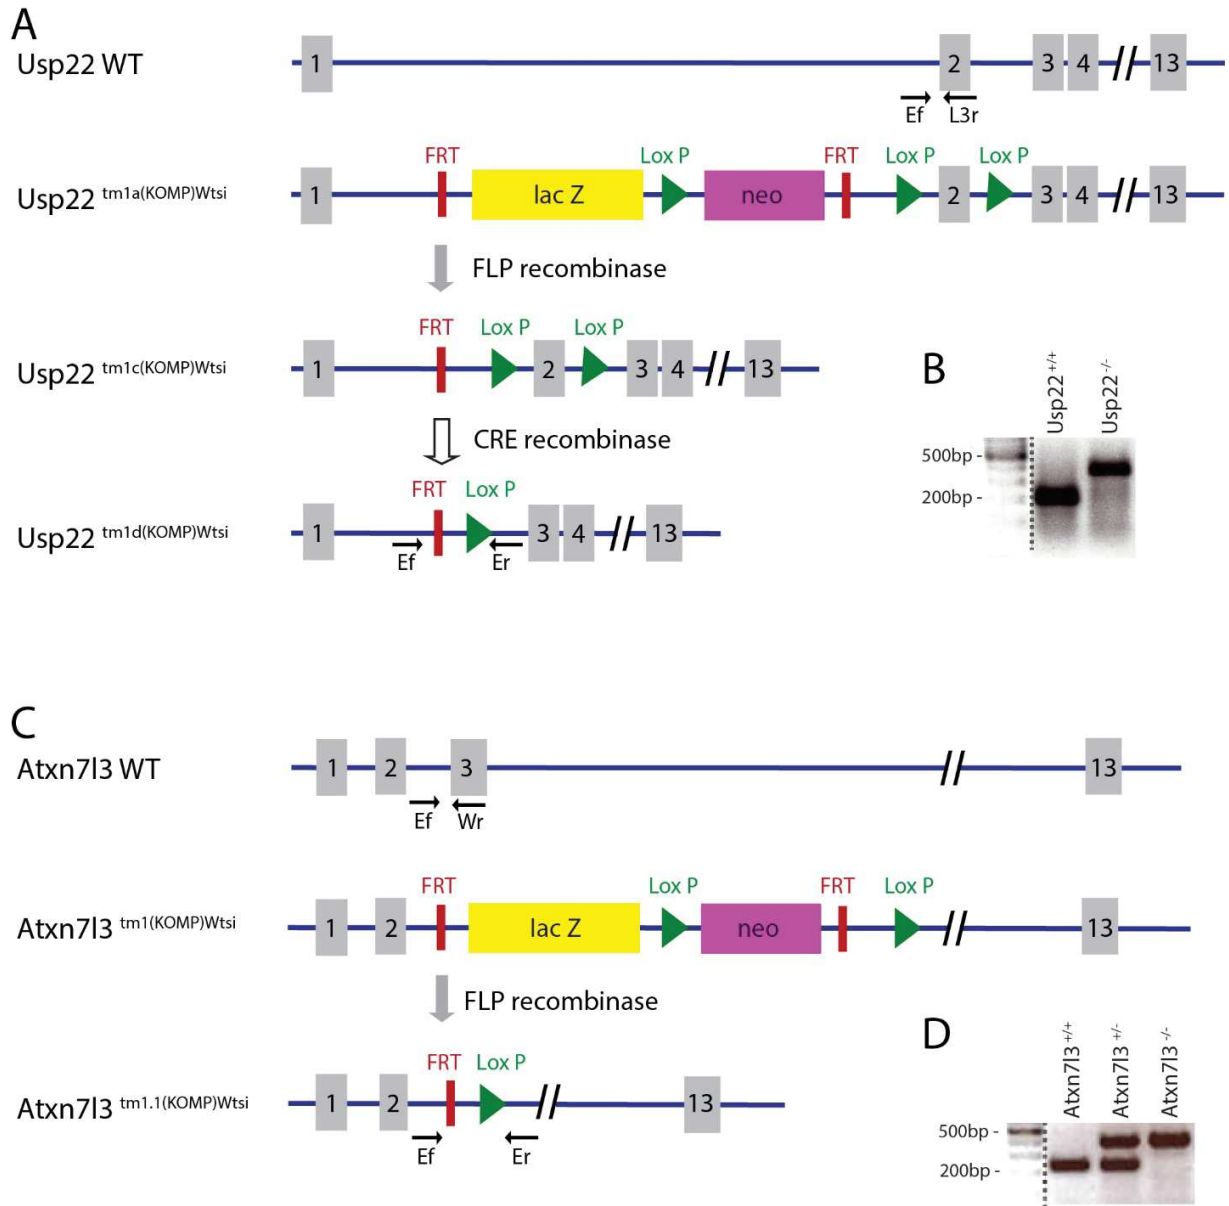 A
Usp22 WT
1 2 3 4 // 13
Ef L3r
FRT Lox P FRT Lox P Lox P
Usp22 tm1a(KOMP)Wtsi 1 lac Z neo 2 3 4 // 13
FLP recombinase
FRT Lox P Lox P
Usp22 tm1c(KOMP)Wtsi 1 2 3 4 // 13
CRE recombinase
FRT Lox P
Usp22 tm1d(KOMP)Wtsi 1 3 4 // 13
Ef Er
B
Usp22+/+
Usp22-/-
500bp -
200bp -
C
Atxn7l3 WT 1 2 3 // 13
Ef Wr
FRT Lox P FRT Lox P
Atxn7l3 tm1(KOMP)Wtsi 1 2 lac Z neo // 13
FLP recombinase
FRT Lox P
Atxn7l3 tm1.1(KOMP)Wtsi 1 2 // 13
Ef Er
D
Atxn7l3 +/+
Atxn7l3 +/-
Atxn7l3 -/-
500bp -
200bp -